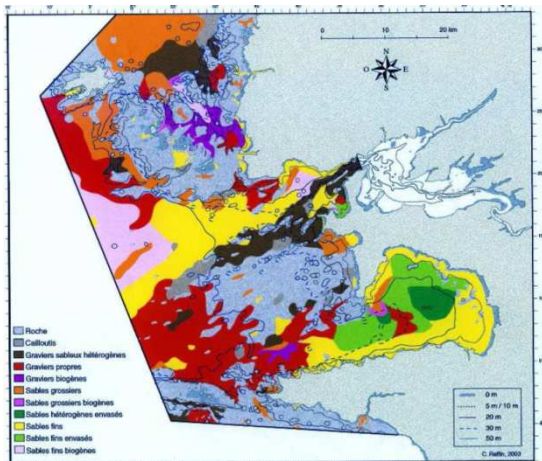 0 10 20 km
N
O E
S
Roche
Cailloutis
Graviers sableux hétérogènes
Graviers propres
Graviers biogènes
Sables grossiers
Sables grossiers biogènes
Sables hétérogènes envasés
Sables fins
Sables fins envasés
Sables fins biogènes
0 m
5 m / 10 m
20 m
30 m
50 m
C. Raffin, 2003